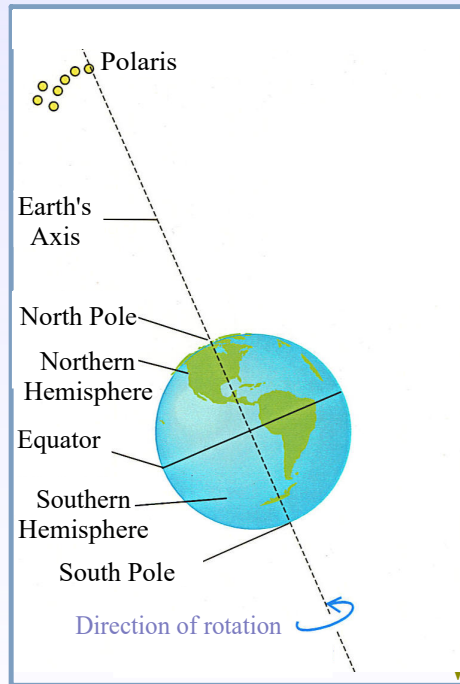 Polaris
Earth's
Axis
North Pole
Northern
Hemisphere
Equator
Southern
Hemisphere
South Pole
Direction of rotation